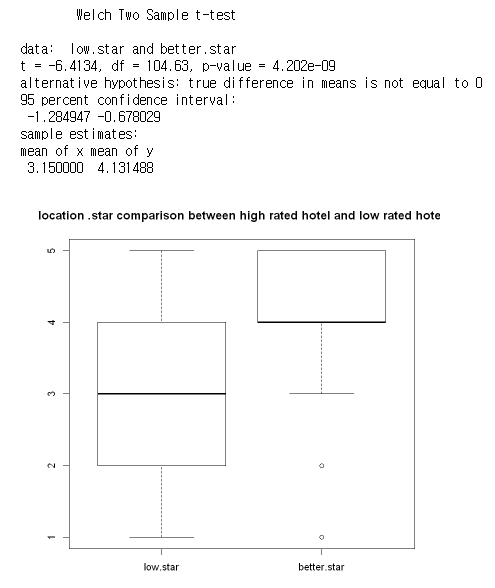 Welch Two Sample t-test
data: low.star and better.star
t = -6.4134, df = 104.63, p-value = 4.202e-09
alternative hypothesis: true difference in means is not equal to 0
95 percent confidence interval:
-1.284947 -0.678029
sample estimates:
mean of x mean of y
3.150000 4.131488
location .star comparison between high rated hotel and low rated hote
5
4
3
2
1
low.star
better.star